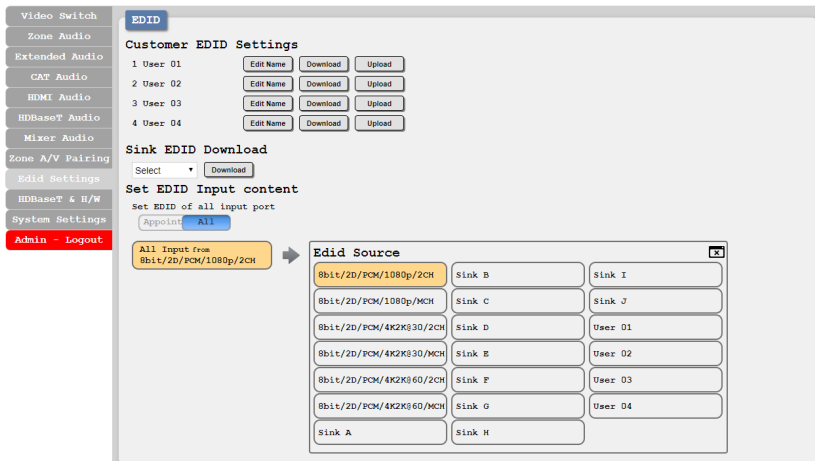 Video Switch
Zone Audio
Extended Audio
CAT Audio
HDMI Audio
HDBaseT Audio
Mixer Audio
Zone A/V Pairing
Edid Settings
HDBaseT & H/W
System Settings
Admin - Logout
EDID
Customer EDID Settings
1 User 01 Edit Name Download Upload
2 User 02 Edit Name Download Upload
3 User 03 Edit Name Download Upload
4 User 04 Edit Name Download Upload
Sink EDID Download
Select Download
Set EDID Input content
Set EDID of all input port
Appoint All
All Input from
8bit/2D/PCM/1080p/2CH
Edid Source x
8bit/2D/PCM/1080p/2CH Sink B Sink I
8bit/2D/PCM/1080p/MCH Sink C Sink J
8bit/2D/PCM/4K2K@30/2CH Sink D User 01
8bit/2D/PCM/4K2K@30/MCH Sink E User 02
8bit/2D/PCM/4K2K@60/2CH Sink F User 03
8bit/2D/PCM/4K2K@60/MCH Sink G User 04
Sink A Sink H